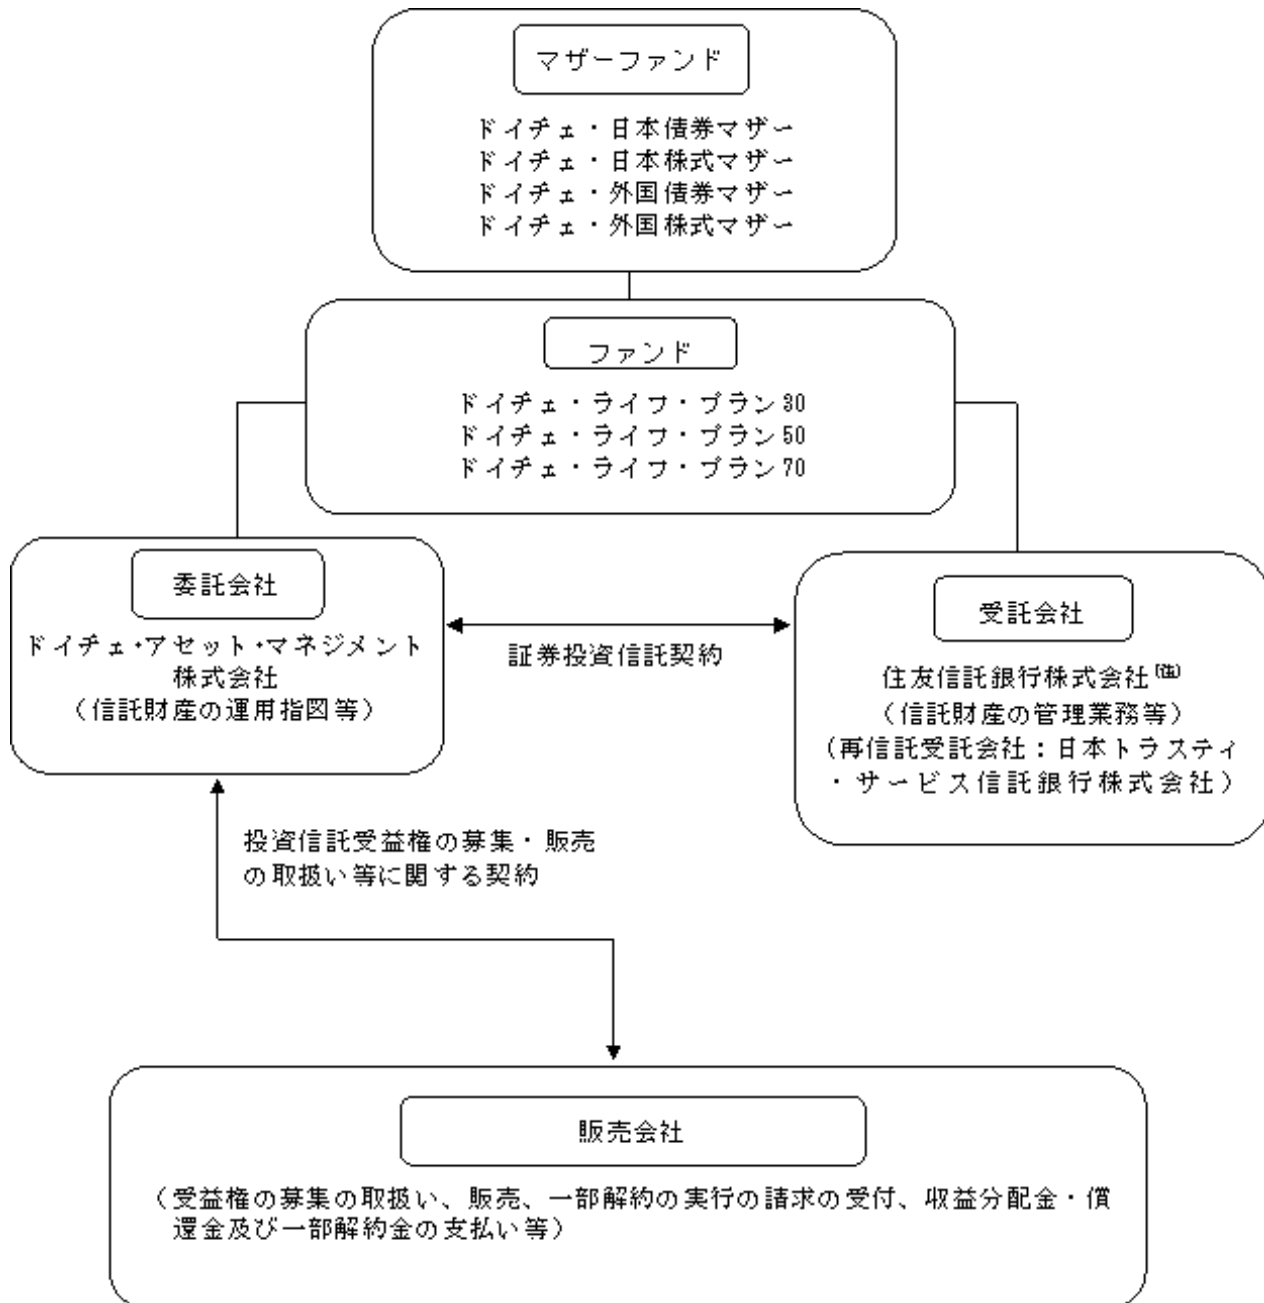 マザーファンド
ドイチェ・日本債券マザー
ドイチェ・日本株式マザー
ドイチェ・外国債券マザー
ドイチェ・外国株式マザー
ファンド
ドイチェ・ライフ・プラン30
ドイチェ・ライフ・プラン50
ドイチェ・ライフ・プラン70
委託会社
ドイチェ・アセット・マネジメント
株式会社
（信託財産の運用指図等）
証券投資信託契約
受託会社
住友信託銀行株式会社
（信託財産の管理業務等）
（再信託受託会社：日本トラスティ
・サービス信託銀行株式会社）
投資信託受益権の募集・販売
の取扱い等に関する契約
販売会社
（受益権の募集の取扱い、販売、一部解約の実行の請求の受付、収益分配金・償
還金及び一部解約金の支払い等）